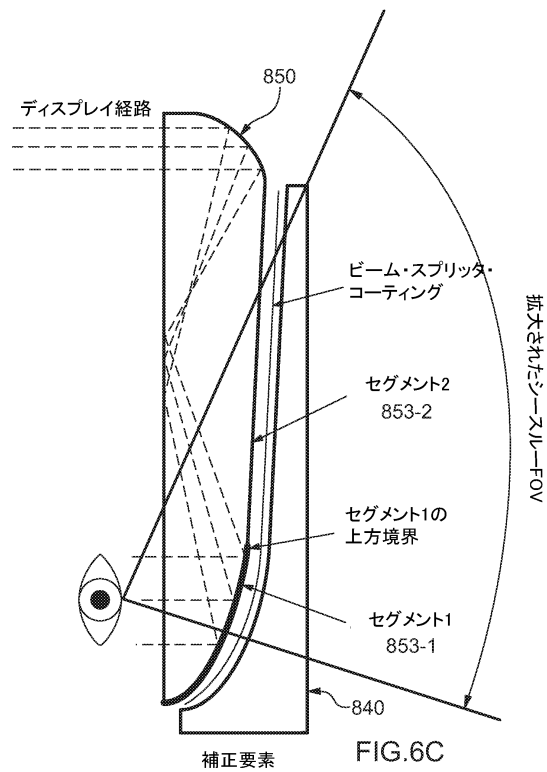 850
ディスプレイ経路
ビーム・スプリッタ・
コーティング
拡大されたシースルーFOV
セグメント2
853-2
セグメント1の
上方境界
セグメント1
853-1
840
補正要素
FIG.6C